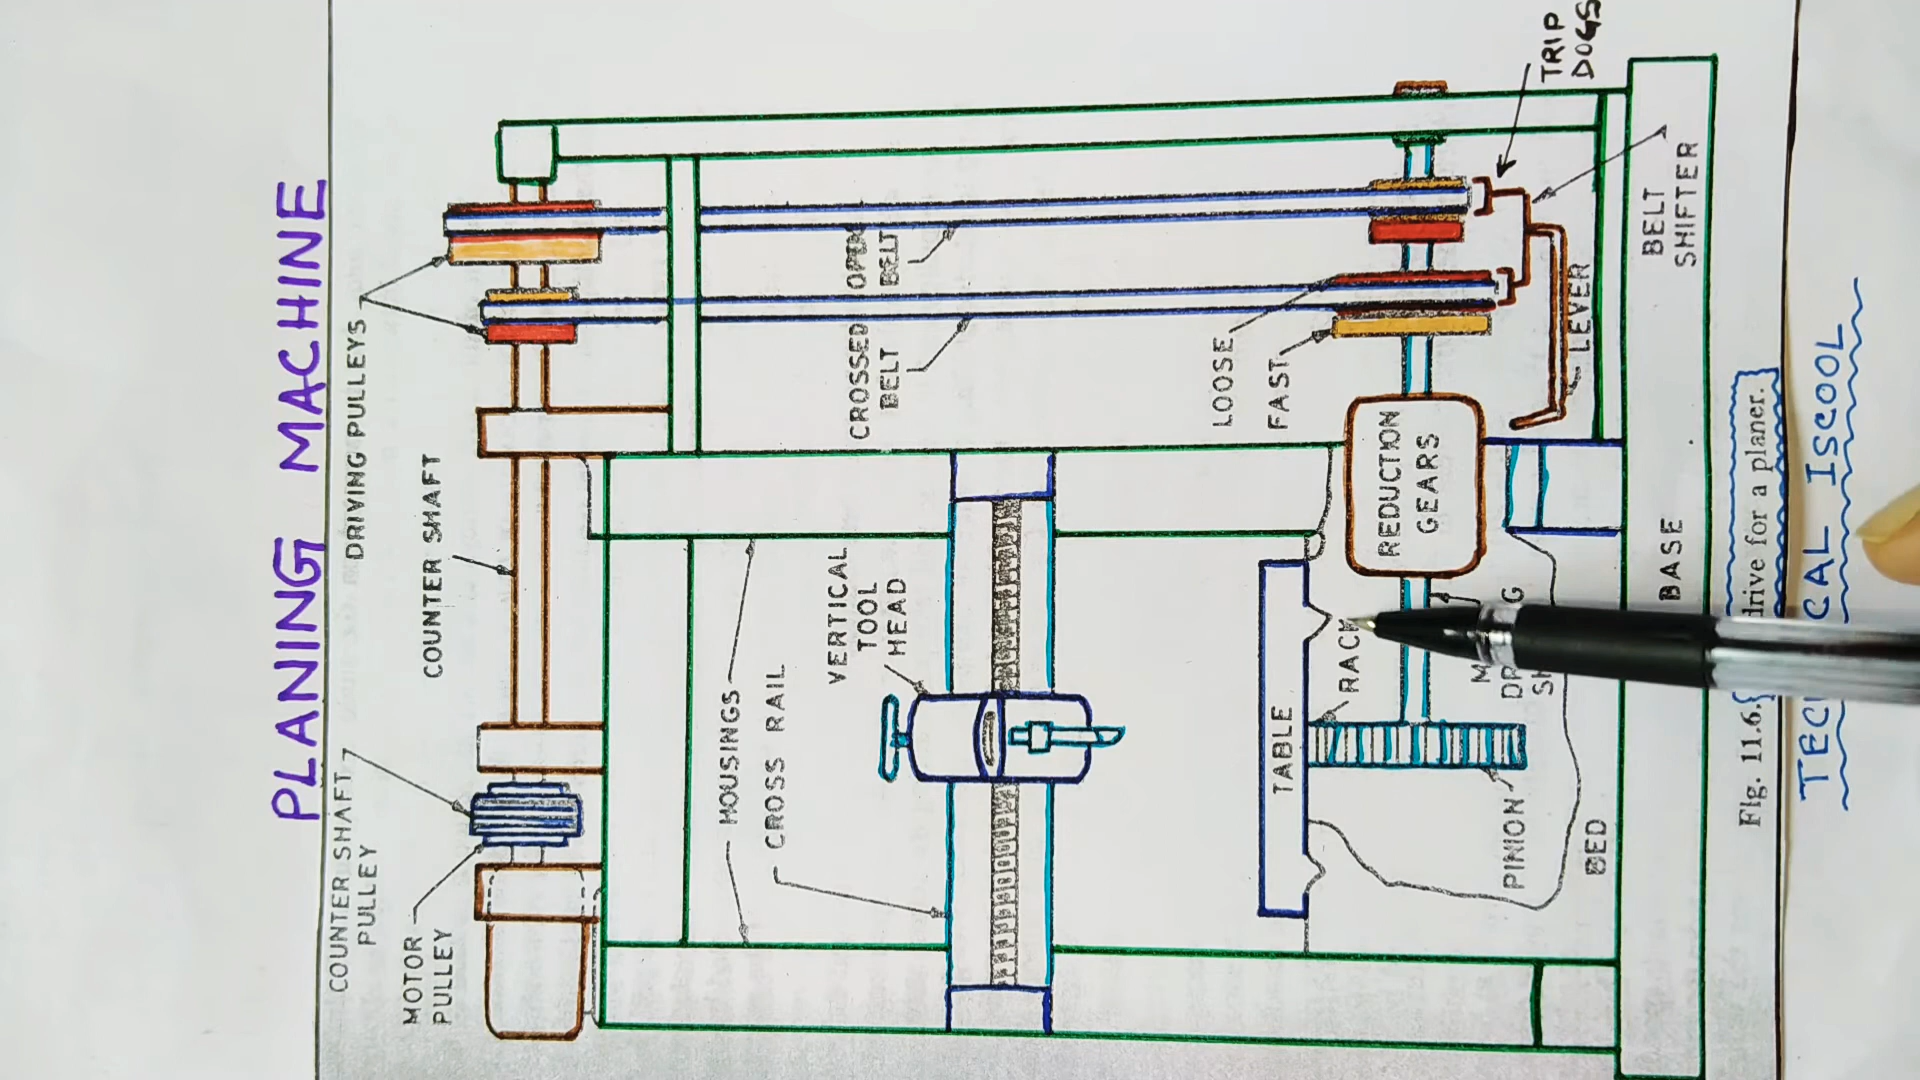 PLANING MACHINE
COUNTER SHAFT
PULLEY
MOTOR
PULLEY
COUNTER SHAFT
DRIVING PULLEYS
HOUSINGS
CROSS RAIL
VERTICAL
TOOL
HEAD
CROSSED
BELT
OPEN
BELT
LOOSE
FAST
TABLE
RACK
REDUCTION
GEARS
PINION
BED
LEVER
TRIP
DOGS
BELT
SHIFTER
BASE
Fig. 11.6.
drive for a planer.
CAL ISCOOL